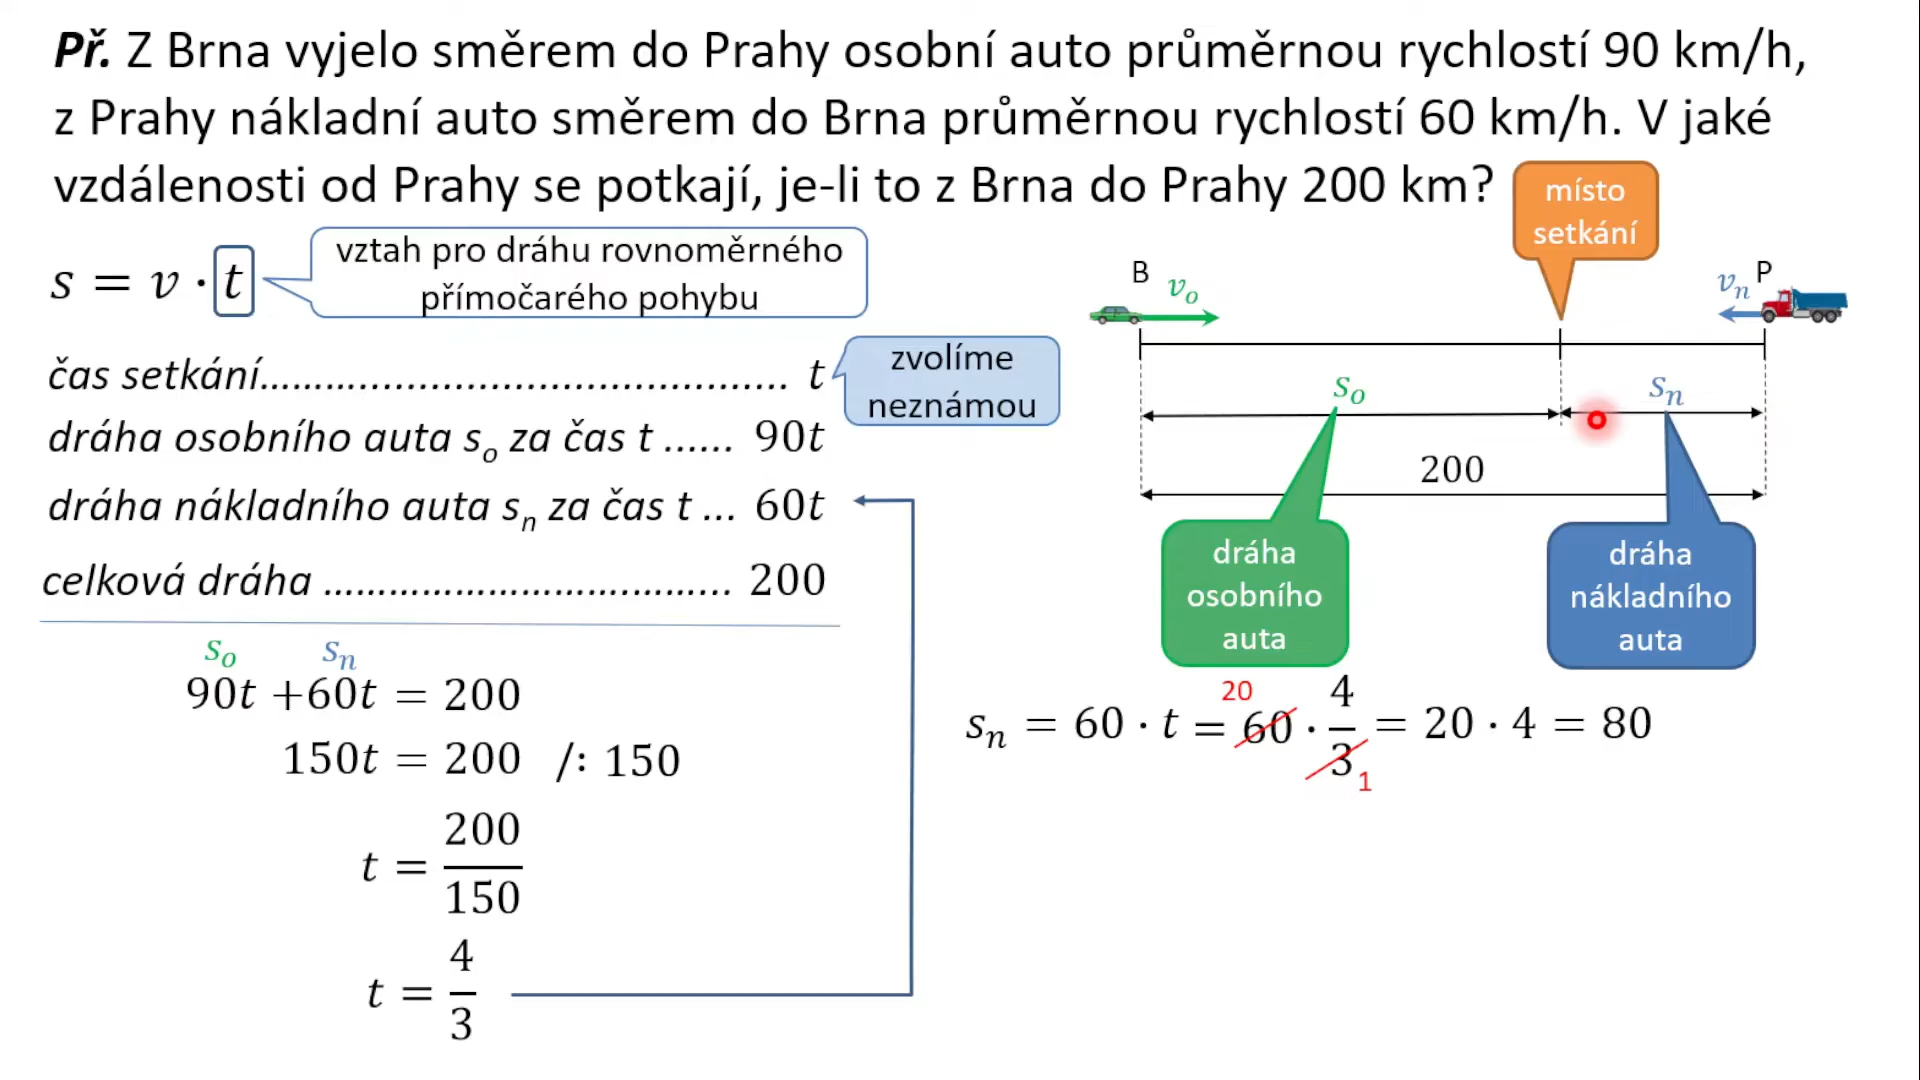 Př. Z Brna vyjelo směrem do Prahy osobní auto průměrnou rychlostí 90 km/h,
z Prahy nákladní auto směrem do Brna průměrnou rychlostí 60 km/h. V jaké
vzdálenosti od Prahy se potkají, je-li to z Brna do Prahy 200 km?
místo
setkání
s = v · t
vztah pro dráhu rovnoměrného
přímočarého pohybu
B
v_o
v_n
P
čas setkání................................................ t
zvolíme
neznámou
dráha osobního auta s_o za čas t ...... 90t
dráha nákladního auta s_n za čas t ... 60t
celková dráha ....................................... 200
s_o
s_n
200
dráha
osobního
auta
dráha
nákladního
auta
s_o s_n
90t +60t = 200
150t = 200 /: 150
t = 200/150
t = 4/3
20
s_n = 60 · t = 60 · 4/3 = 20 · 4 = 80
1